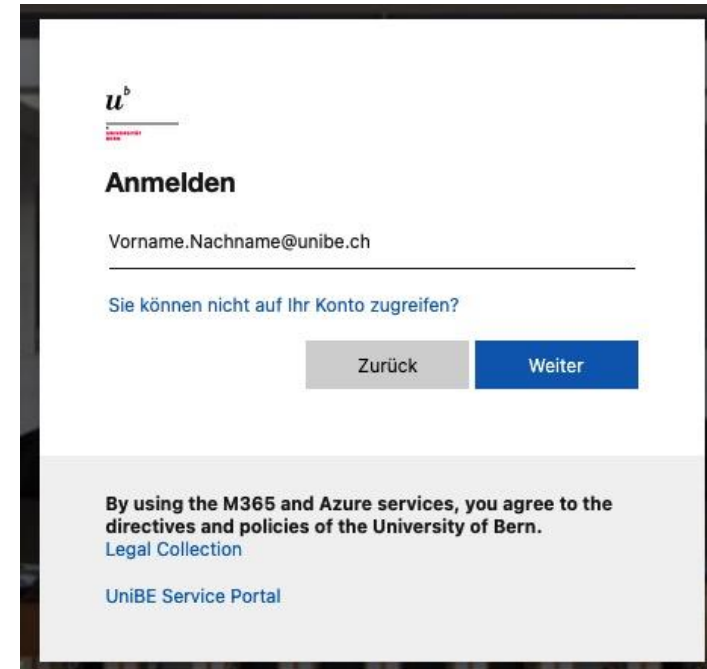 u^b
UNIVERSITÄT
BERN
Anmelden
Vorname.Nachname@unibe.ch
Sie können nicht auf Ihr Konto zugreifen?
Zurück
Weiter
By using the M365 and Azure services, you agree to the
directives and policies of the University of Bern.
Legal Collection
UniBE Service Portal